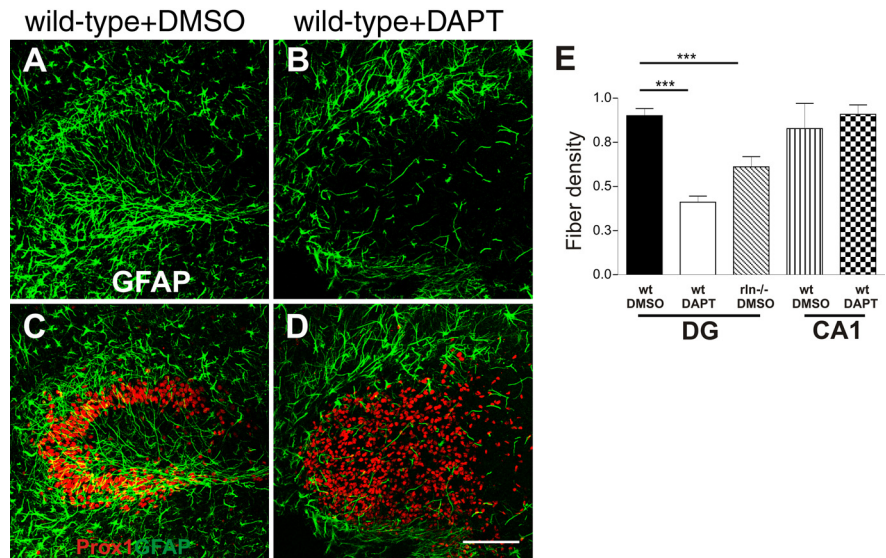 wild-type+DMSO wild-type+DAPT
A
B
GFAP
C
D
Prox1GFAP
E
***
***
Fiber density
1.0
0.8
0.5
0.3
0.0
wt wt rln-/- wt wt
DMSO DAPT DMSO DMSO DAPT
DG CA1